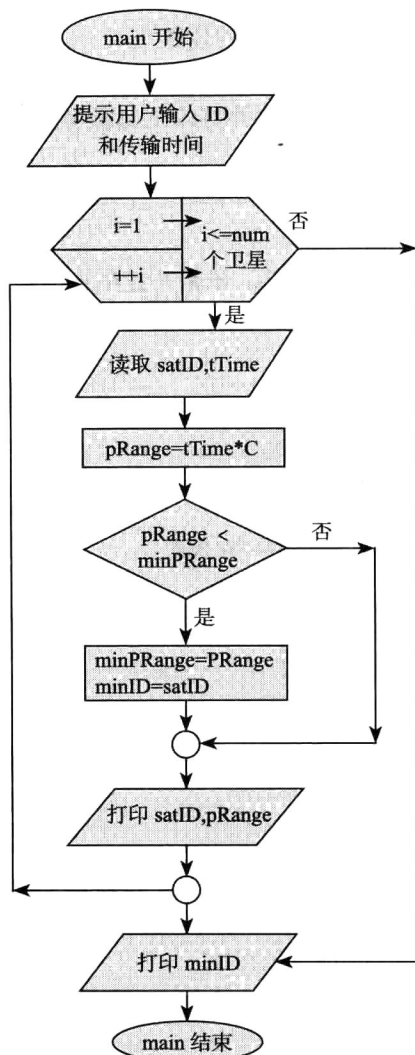 main 开始
提示用户输入 ID
和传输时间
i=1
++i
i<=num
个卫星
否
是
读取 satID,tTime
pRange=tTime*C
pRange <
minPRange
否
是
minPRange=PRange
minID=satID
打印 satID,pRange
打印 minID
main 结束